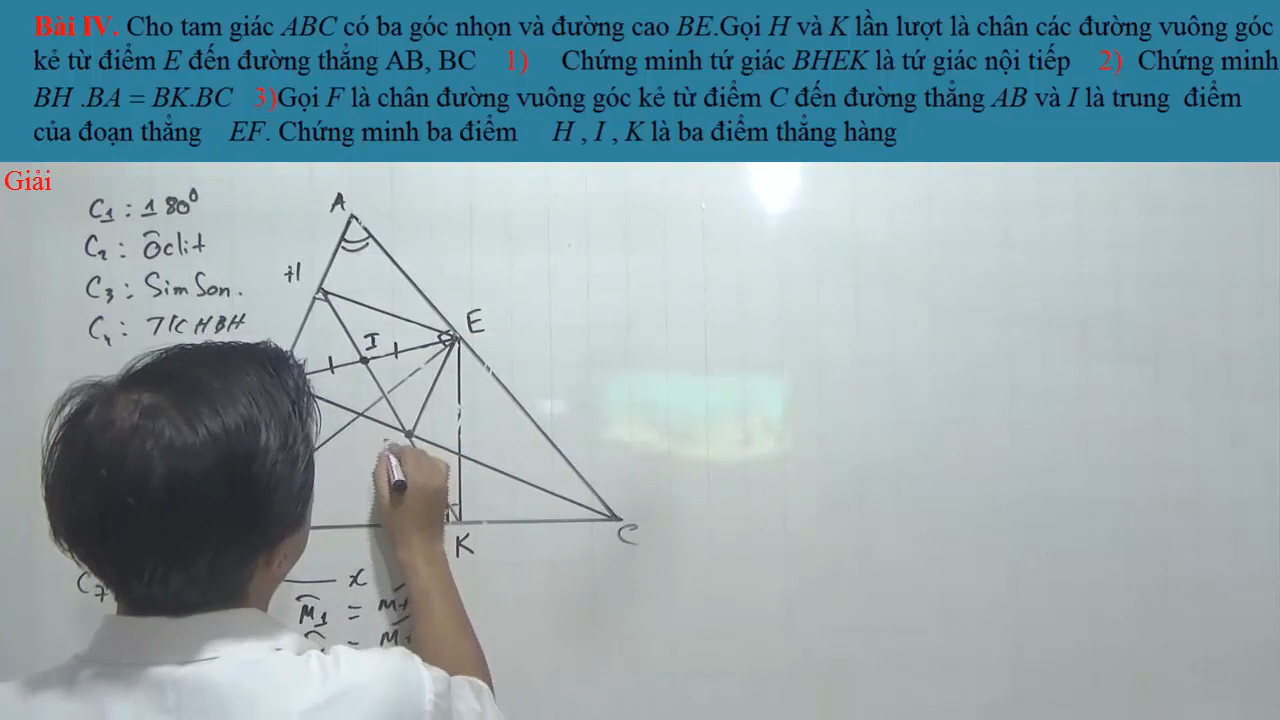 Bài IV. Cho tam giác ABC có ba góc nhọn và đường cao BE.Gọi H và K lần lượt là chân các đường vuông góc
kẻ từ điểm E đến đường thẳng AB, BC 1) Chứng minh tứ giác BHEK là tứ giác nội tiếp 2) Chứng minh
BH .BA = BK.BC 3)Gọi F là chân đường vuông góc kẻ từ điểm C đến đường thẳng AB và I là trung điểm
của đoạn thẳng EF. Chứng minh ba điểm H , I , K là ba điểm thẳng hàng
Giải
C1 : 180⁰
C2 : Ơclit
C3 : SimSon.
A
H
E
I
K
C
C7
x